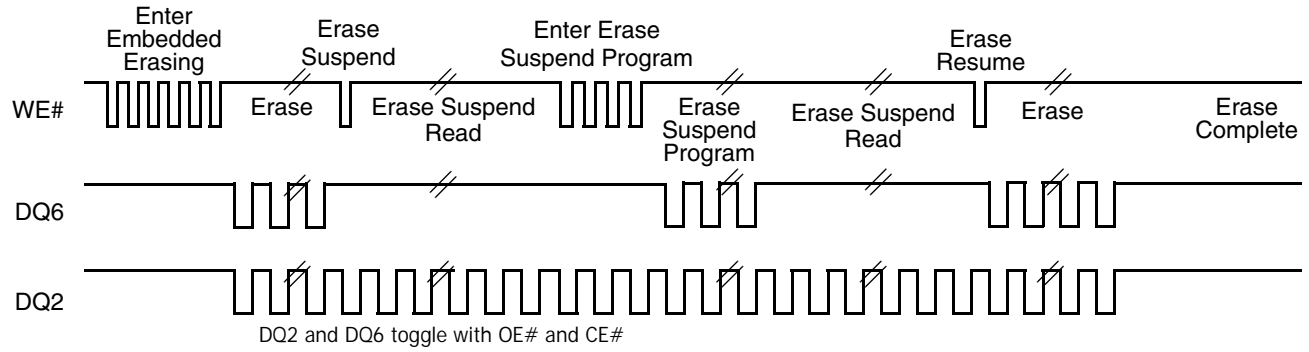 Enter
Embedded
Erasing
Erase
Suspend
Enter Erase
Suspend Program
Erase
Resume
WE#
Erase
Erase Suspend
Read
Erase
Suspend
Program
Erase Suspend
Read
Erase
Erase
Complete
DQ6
DQ2
DQ2 and DQ6 toggle with OE# and CE#